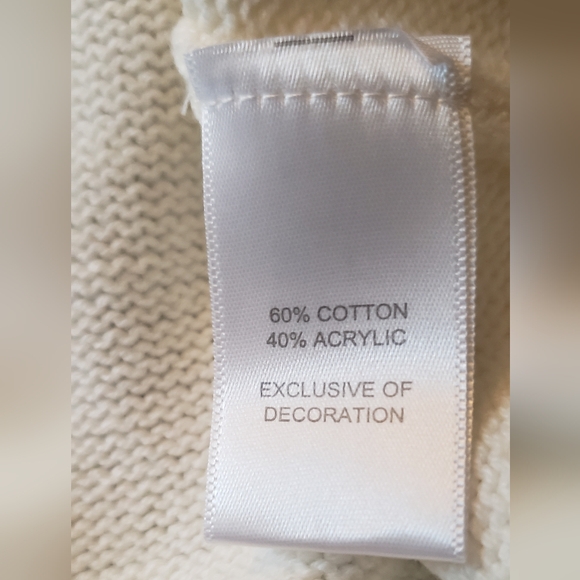 60% COTTON
40% ACRYLIC
EXCLUSIVE OF
DECORATION